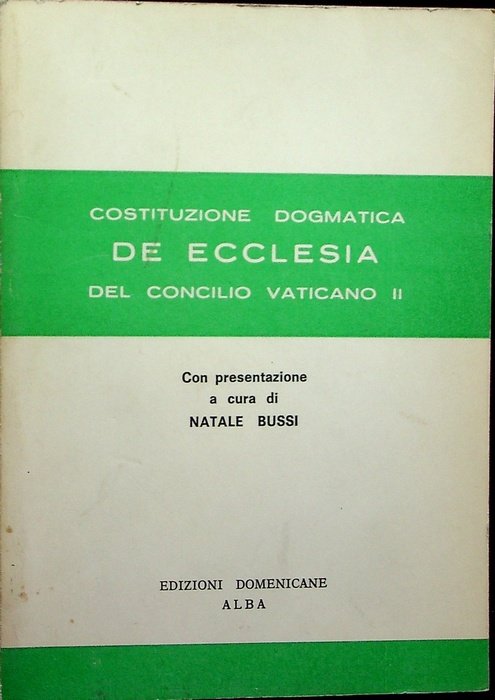 COSTITUZIONE DOGMATICA
DE ECCLESIA
DEL CONCILIO VATICANO II
Con presentazione
a cura di
NATALE BUSSI
EDIZIONI DOMENICANE
ALBA